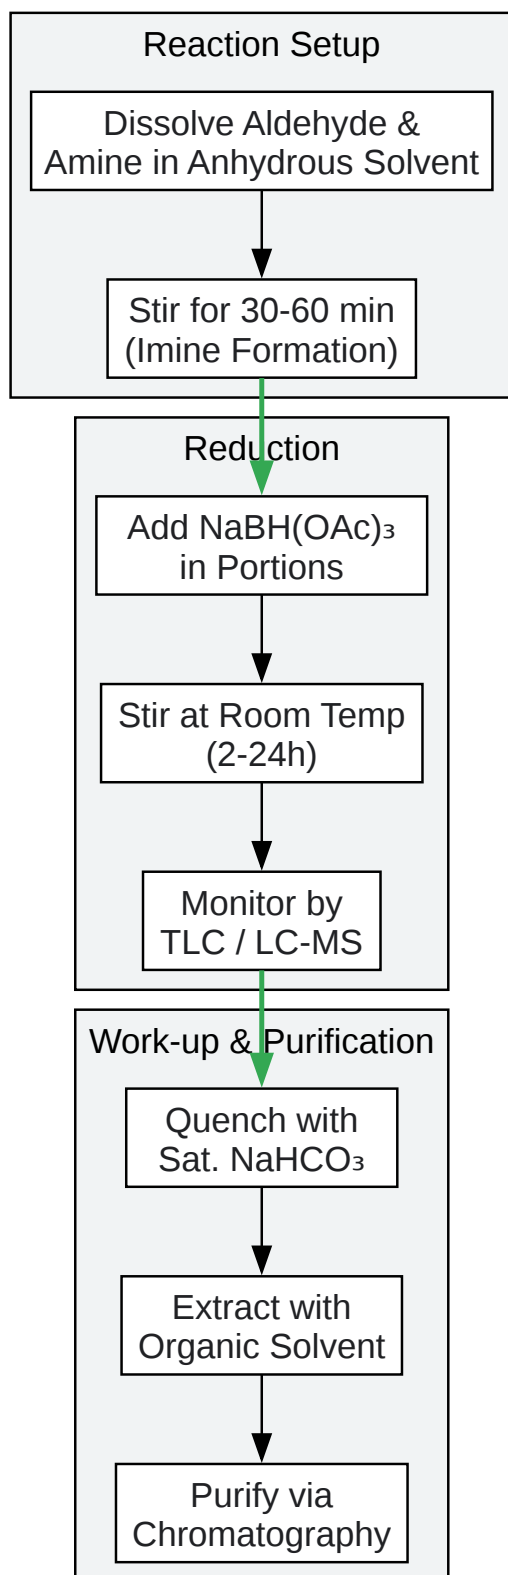 Reaction Setup
Dissolve Aldehyde &
Amine in Anhydrous Solvent
Stir for 30-60 min
(Imine Formation)
Reduction
Add NaBH(OAc)₃
in Portions
Stir at Room Temp
(2-24h)
Monitor by
TLC / LC-MS
Work-up & Purification
Quench with
Sat. NaHCO₃
Extract with
Organic Solvent
Purify via
Chromatography